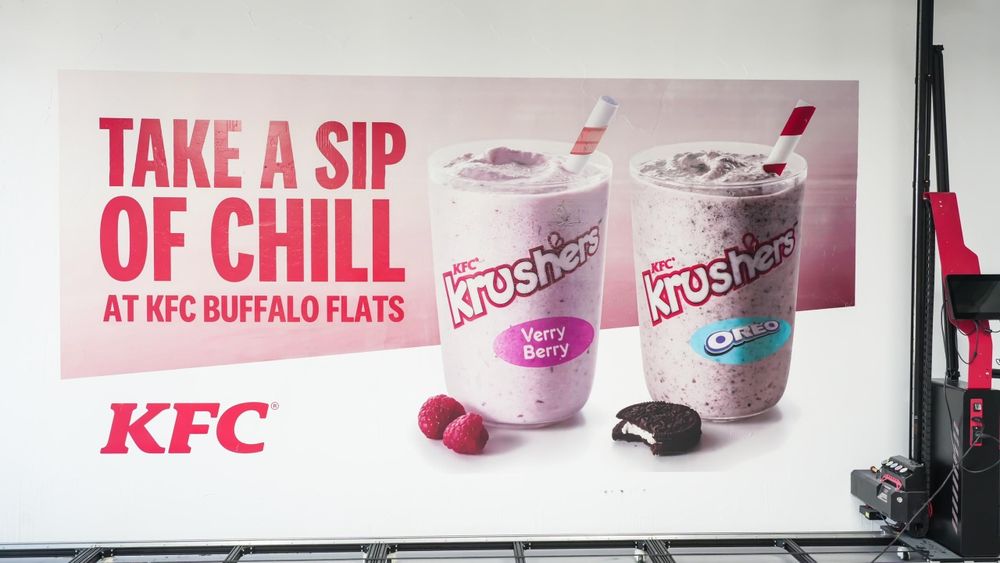 TAKE A SIP
OF CHILL
AT KFC BUFFALO FLATS
KFC®
KFC®
Krushers
Verry
Berry
KFC®
Krushers
OREO